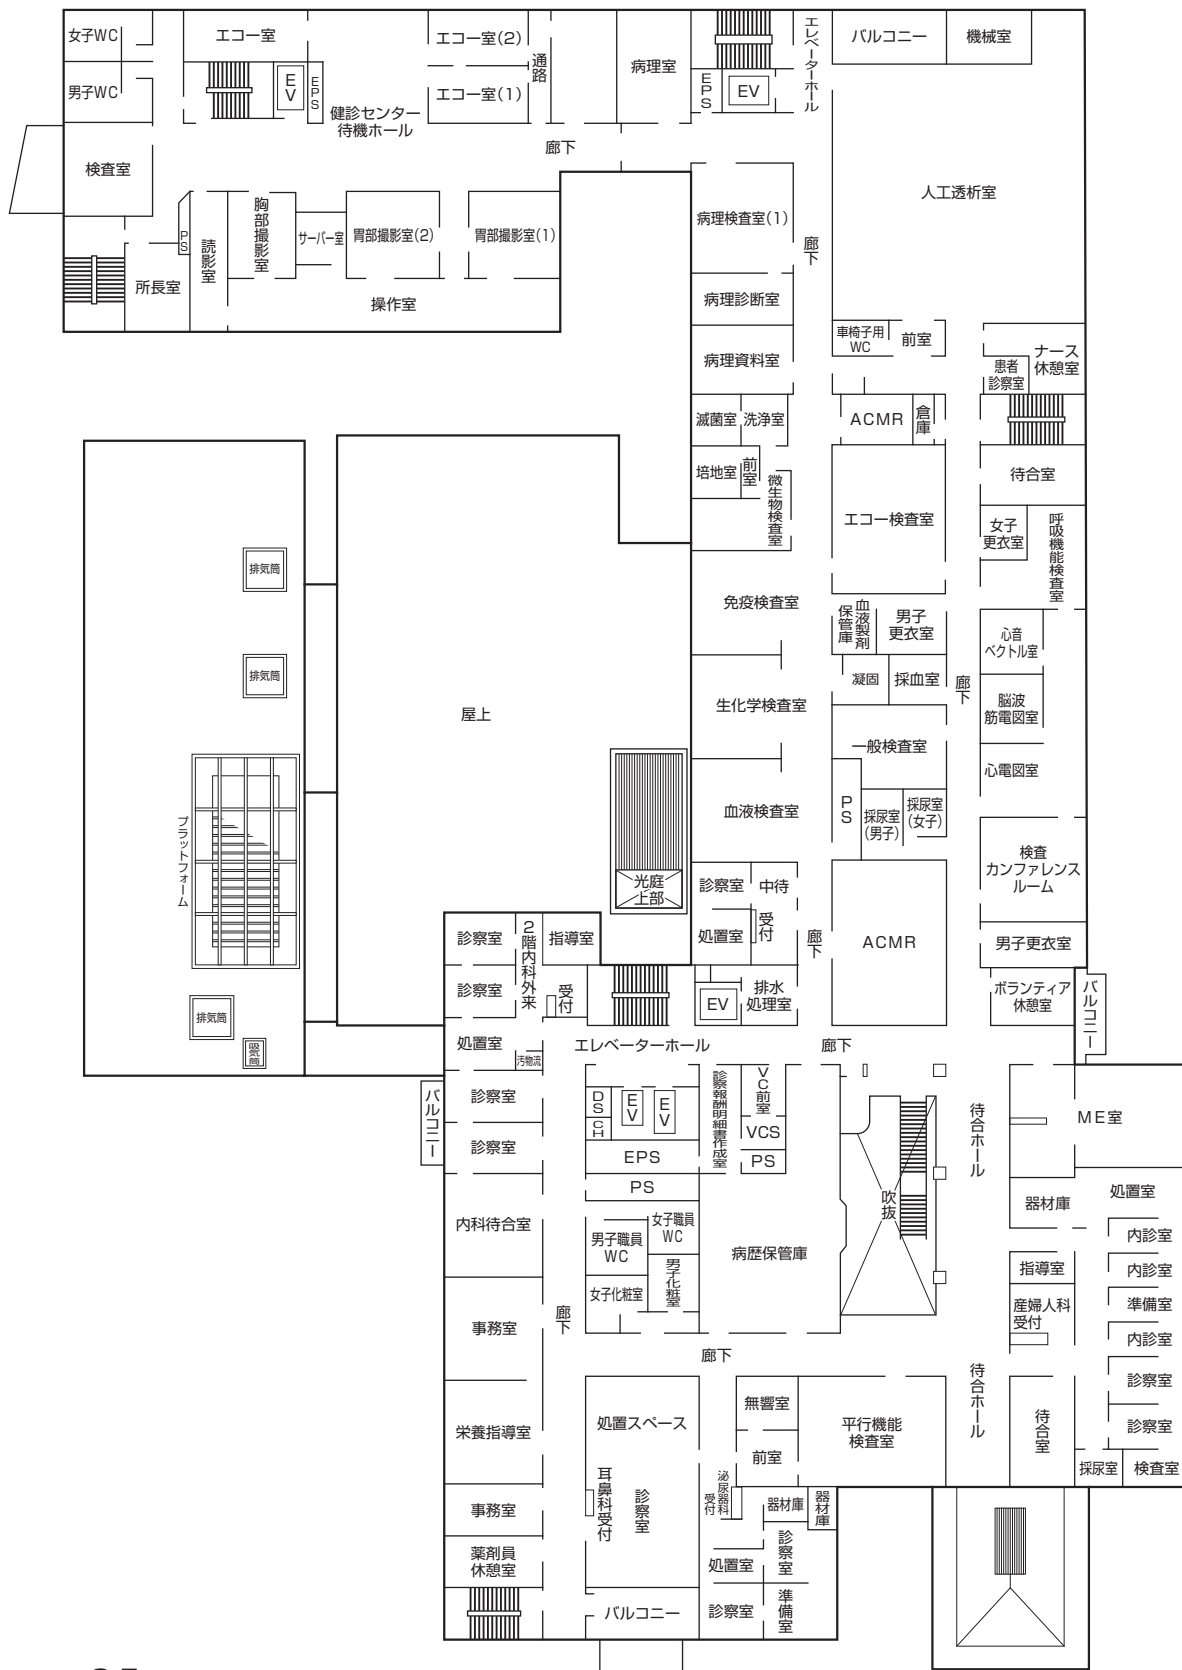 女子WC
男子WC
検査室
エコー室
EV
EPS
健診センター
待機ホール
エコー室(2)
エコー室(1)
通路
病理室
EPS
EV
エレベーターホール
バルコニー
機械室
廊下
人工透析室
所長室
PS
読影室
胸部撮影室
サーバー室
胃部撮影室(2)
胃部撮影室(1)
操作室
病理検査室(1)
廊下
病理診断室
病理資料室
車椅子用
WC
前室
患者
診察室
ナース
休憩室
滅菌室
洗浄室
ACMR
倉庫
培地室
前室
微生物検査室
エコー検査室
待合室
女子
更衣室
呼吸機能検査室
免疫検査室
血液製剤
保管庫
男子
更衣室
心音
ベクトル室
凝固
採血室
廊下
生化学検査室
脳波
筋電図室
一般検査室
心電図室
血液検査室
PS
採尿室
(男子)
採尿室
(女子)
検査
カンファレンス
ルーム
排気筒
排気筒
屋上
プラットフォーム
光庭
上部
診察室
中待
処置室
受付
廊下
ACMR
男子更衣室
診察室
2階内科外来
指導室
診察室
受付
EV
排水
処理室
ボランティア
休憩室
バルコニー
排気筒
吸気筒
処置室
汚物流
エレベーターホール
廊下
バルコニー
診察室
診察室
DS
CH
EV
EV
EPS
PS
診察報酬明細書作成室
VC前室
VCS
PS
待合ホール
ME室
吹抜
器材庫
処置室
内科待合室
男子職員
WC
女子職員
WC
病歴保管庫
内診室
指導室
内診室
女子化粧室
男子化粧室
産婦人科
受付
準備室
内診室
事務室
廊下
廊下
診察室
栄養指導室
処置スペース
無響室
平行機能
検査室
待合ホール
待合室
診察室
前室
採尿室
検査室
事務室
耳鼻科受付
診察室
泌尿器科
受付
器材庫
器材庫
薬剤員
休憩室
処置室
診察室
バルコニー
診察室
準備室